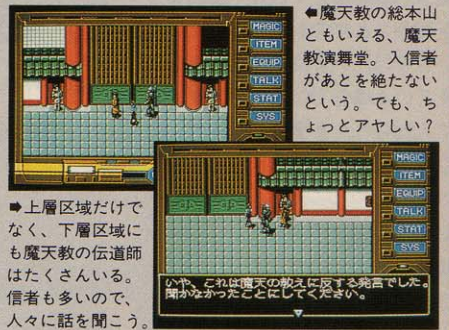 ⬅魔天教の総本山
ともいえる、魔天
教演舞堂。入信者
があとを絶たない
という。でも、ち
ょっとアヤしい？
MAGIC
ITEM
EQUIP
TALK
STAT
SYS
➡上層区域だけで
なく、下層区域に
も魔天教の伝道師
はたくさんいる。
信者も多いので、
人々に話を聞こう。
MAGIC
ITEM
EQUIP
TALK
STAT
SYS
いや、これは魔天の教えに反する発言でした。
聞かなかったことにしてください。